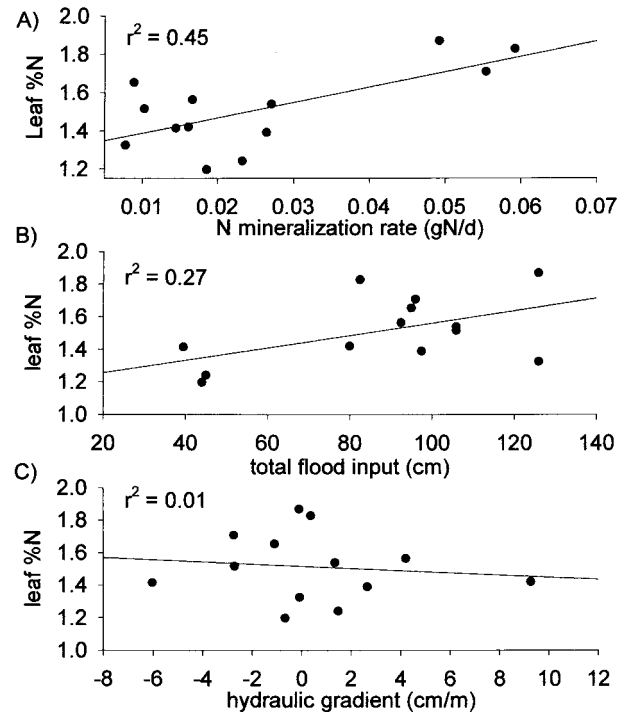 A)
r² = 0.45
Leaf %N
2.0
1.8
1.6
1.4
1.2
0.01 0.02 0.03 0.04 0.05 0.06 0.07
N mineralization rate (gN/d)
B)
r² = 0.27
leaf %N
2.0
1.8
1.6
1.4
1.2
1.0
20 40 60 80 100 120 140
total flood input (cm)
C)
r² = 0.01
leaf %N
2.0
1.8
1.6
1.4
1.2
1.0
-8 -6 -4 -2 0 2 4 6 8 10 12
hydraulic gradient (cm/m)